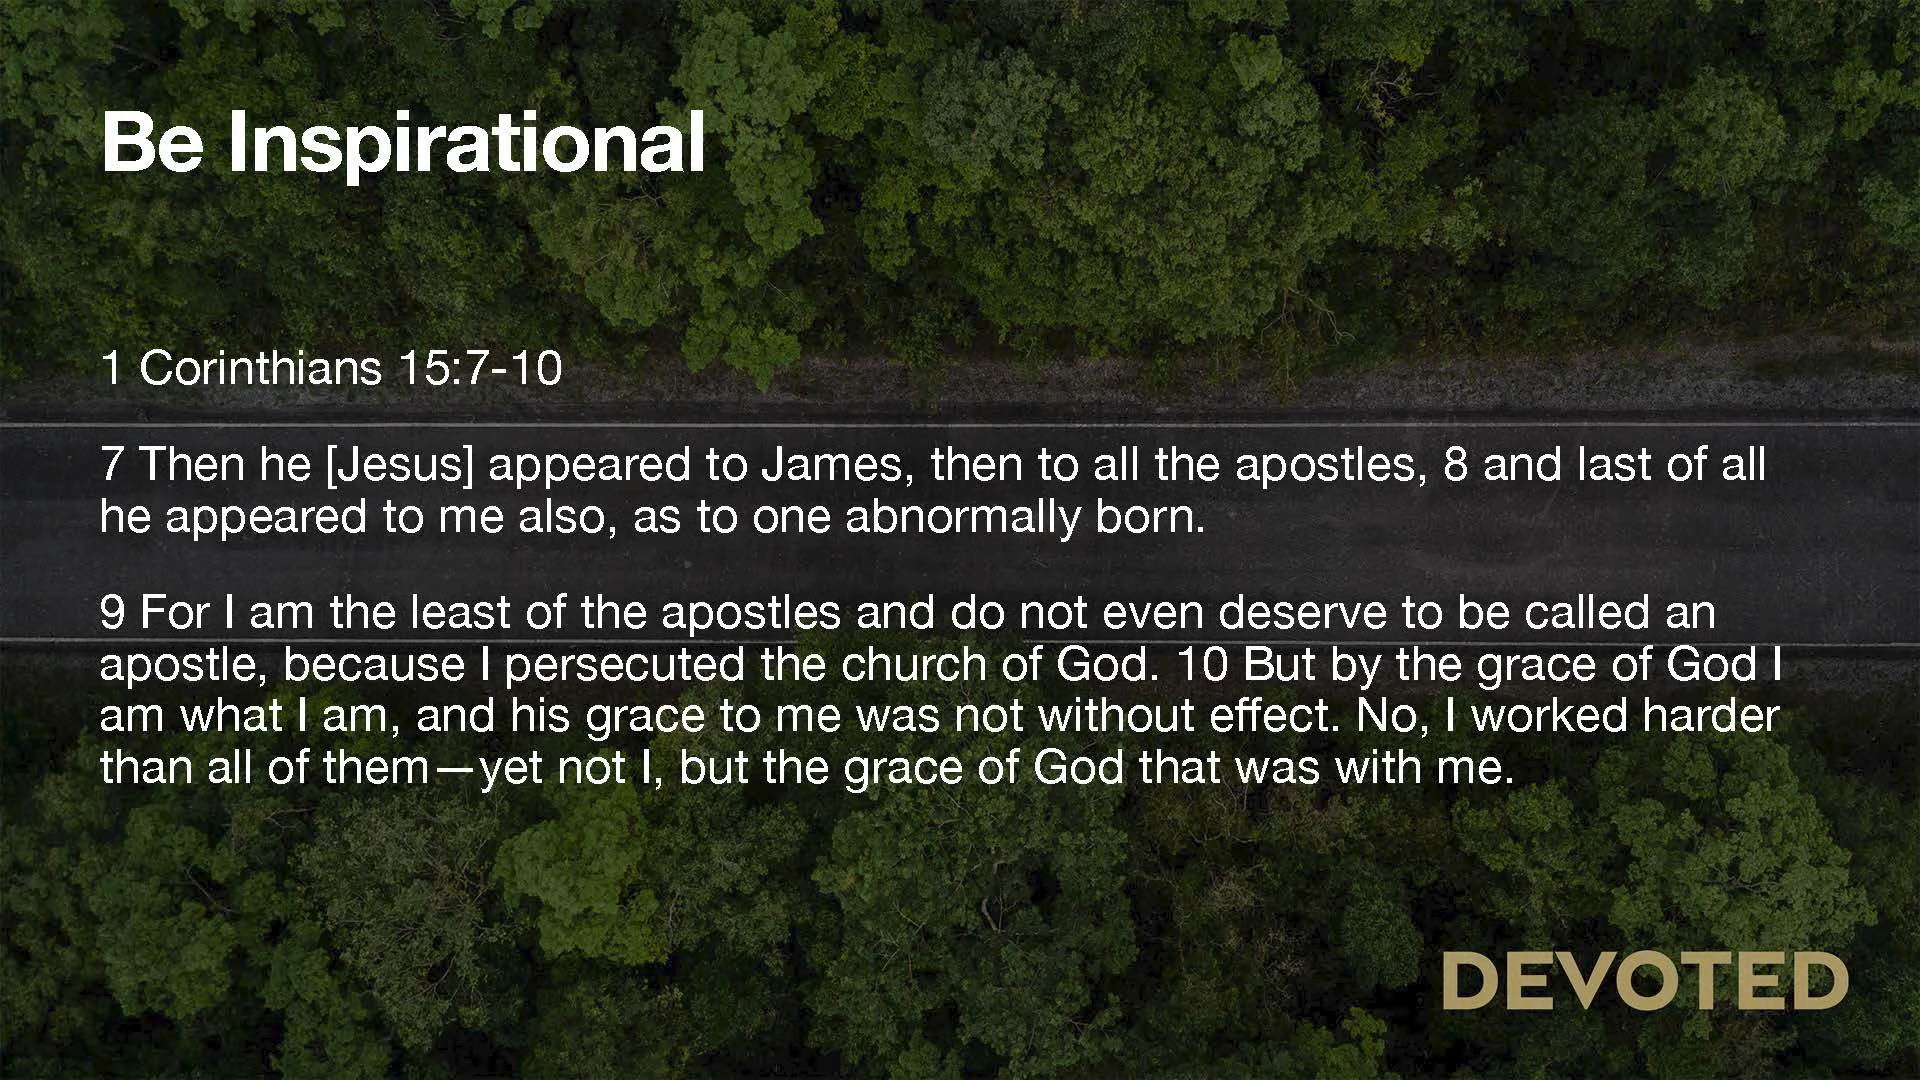 Be Inspirational
1 Corinthians 15:7-10
7 Then he [Jesus] appeared to James, then to all the apostles, 8 and last of all
he appeared to me also, as to one abnormally born.
9 For I am the least of the apostles and do not even deserve to be called an
apostle, because I persecuted the church of God. 10 But by the grace of God I
am what I am, and his grace to me was not without effect. No, I worked harder
than all of them—yet not I, but the grace of God that was with me.
DEVOTED